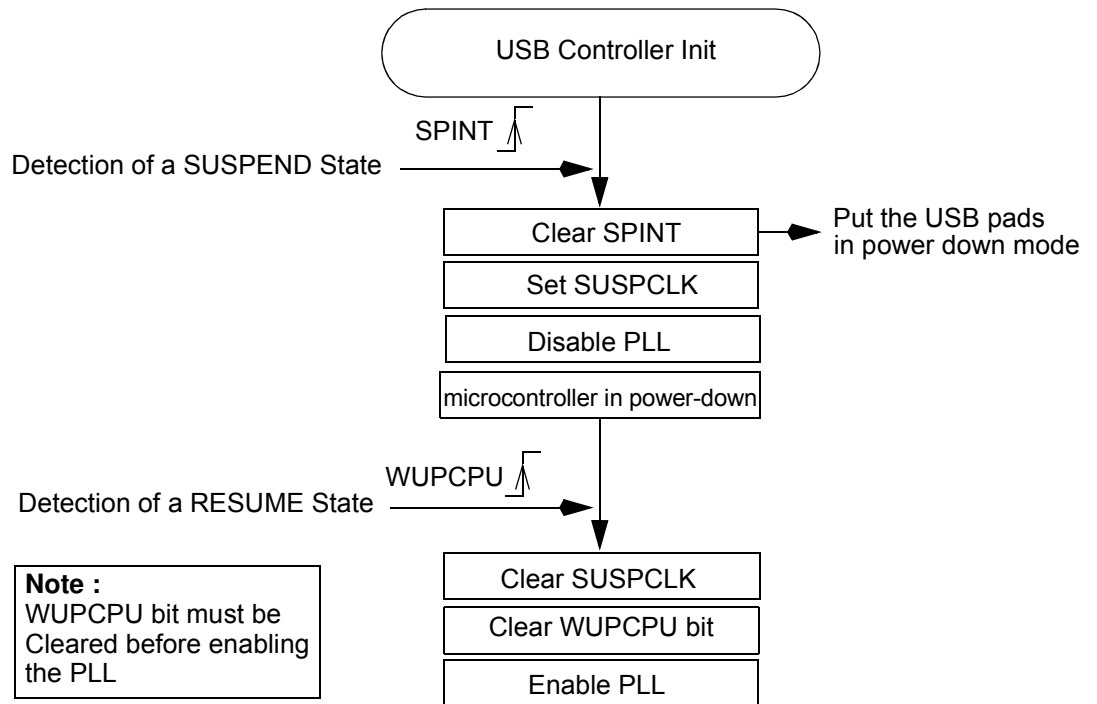 USB Controller Init
SPINT
Detection of a SUSPEND State
Clear SPINT
Put the USB pads
in power down mode
Set SUSPCLK
Disable PLL
microcontroller in power-down
WUPCPU
Detection of a RESUME State
Clear SUSPCLK
Note :
WUPCPU bit must be
Cleared before enabling
the PLL
Clear WUPCPU bit
Enable PLL